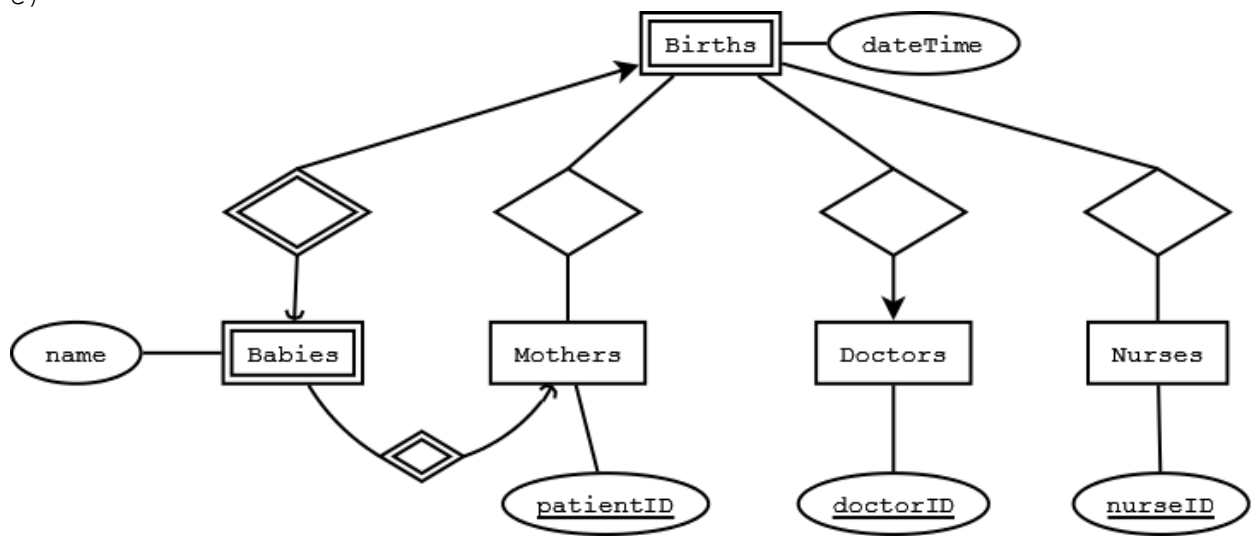 c)
Births
dateTime
name
Babies
Mothers
Doctors
Nurses
patientID
doctorID
nurseID